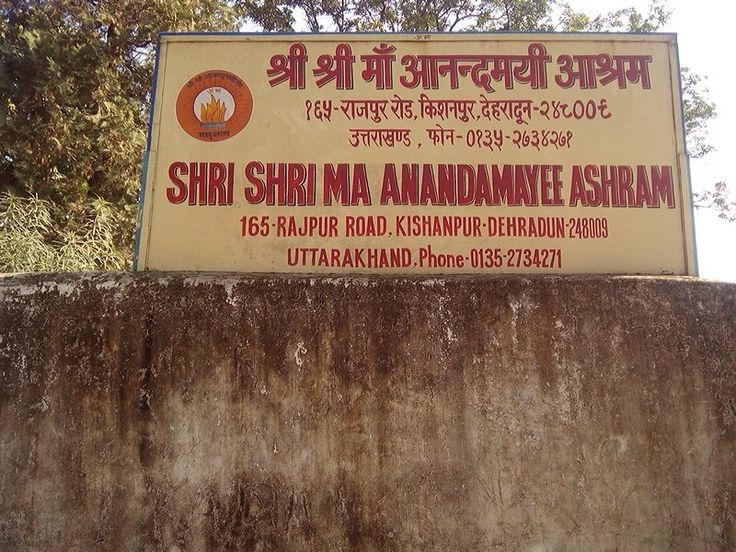 श्री श्री माँ आनन्दमयी आश्रम
१६५-राजपुर रोड, किशनपुर, देहरादून-२४८००९
उत्तराखण्ड , फोन-०१३५-२७३४२७१
SHRI SHRI MA ANANDAMAYEE ASHRAM
165-RAJPUR ROAD, KISHANPUR-DEHRADUN-248009
UTTARAKHAND, Phone-0135-2734271